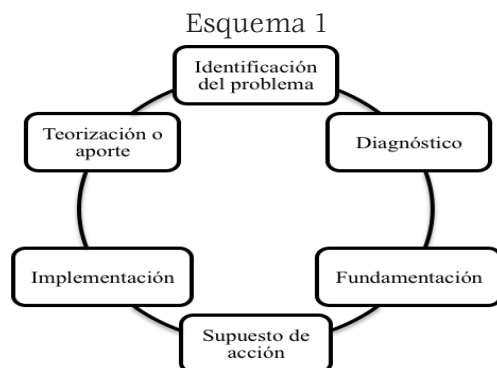 Esquema 1
Identificación
del problema
Teorización o
aporte
Diagnóstico
Implementación
Fundamentación
Supuesto de
acción